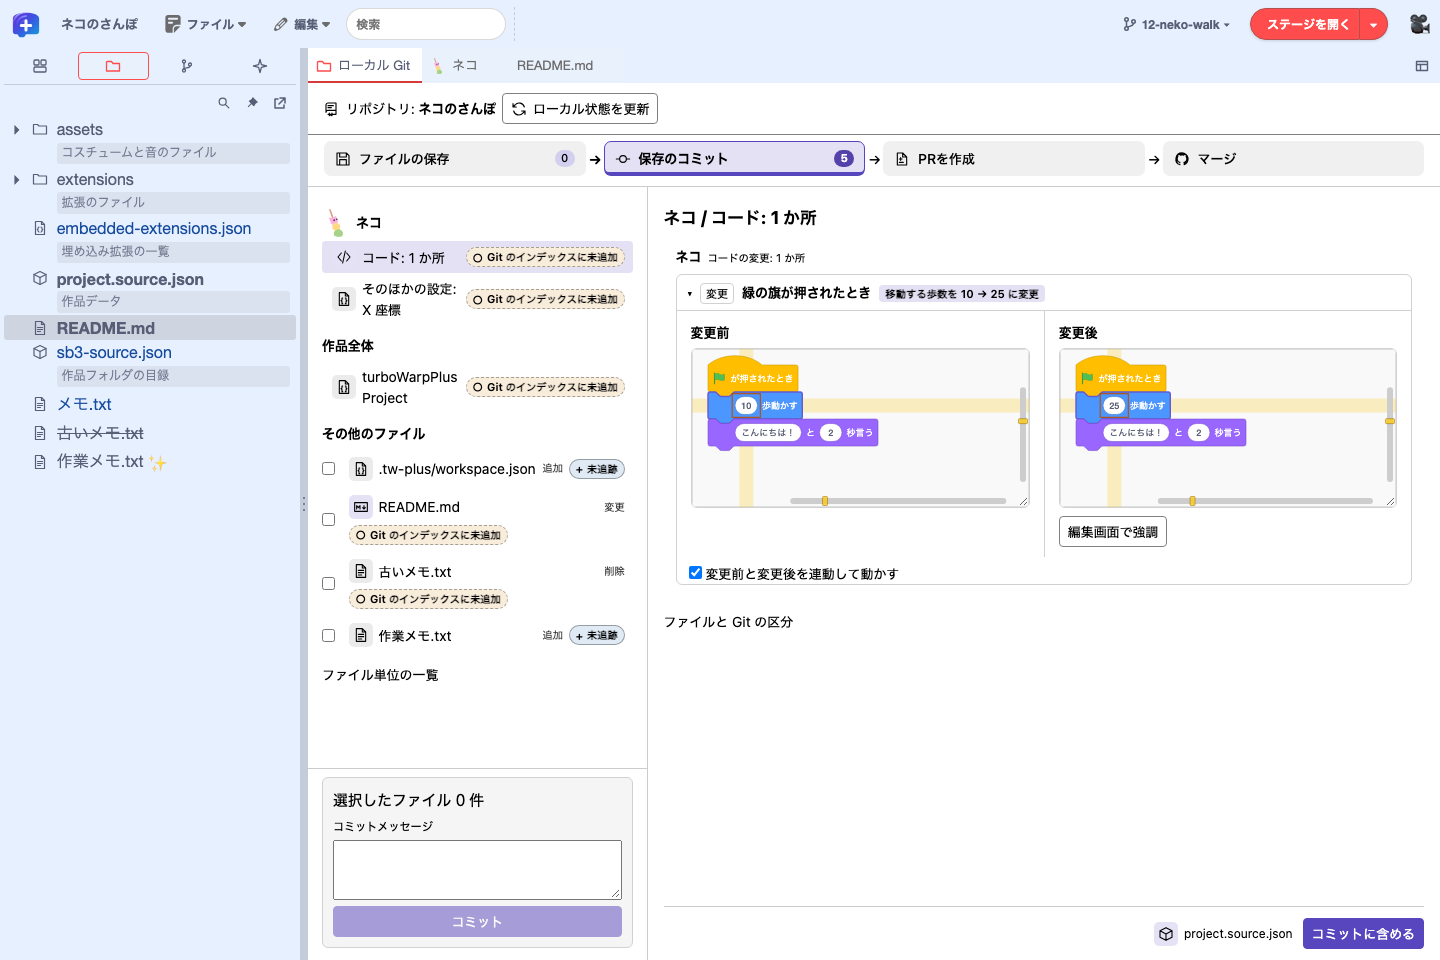 ネコのさんぽ
ファイル
編集
検索
12-neko-walk
ステージを開く
ローカル Git
ネコ
README.md
assets
コスチュームと音のファイル
extensions
拡張のファイル
embedded-extensions.json
埋め込み拡張の一覧
project.source.json
作品データ
README.md
sb3-source.json
作品フォルダの目録
メモ.txt
古いメモ.txt
作業メモ.txt ✨
リポジトリ: ネコのさんぽ
ローカル状態を更新
ファイルの保存 0
保存のコミット 5
PRを作成
マージ
ネコ
コード: 1 か所 Git のインデックスに未追加
そのほかの設定: X 座標 Git のインデックスに未追加
作品全体
turboWarpPlus Project Git のインデックスに未追加
その他のファイル
.tw-plus/workspace.json 追加 + 未追跡
README.md 変更
Git のインデックスに未追加
古いメモ.txt 削除
Git のインデックスに未追加
作業メモ.txt 追加 + 未追跡
ファイル単位の一覧
選択したファイル 0 件
コミットメッセージ
コミット
ネコ / コード: 1 か所
ネコ コードの変更: 1 か所
変更 緑の旗が押されたとき 移動する歩数を 10 → 25 に変更
変更前
が押されたとき
10 歩動かす
こんにちは！ と 2 秒言う
変更後
が押されたとき
25 歩動かす
こんにちは！ と 2 秒言う
編集画面で強調
変更前と変更後を連動して動かす
ファイルと Git の区分
project.source.json
コミットに含める